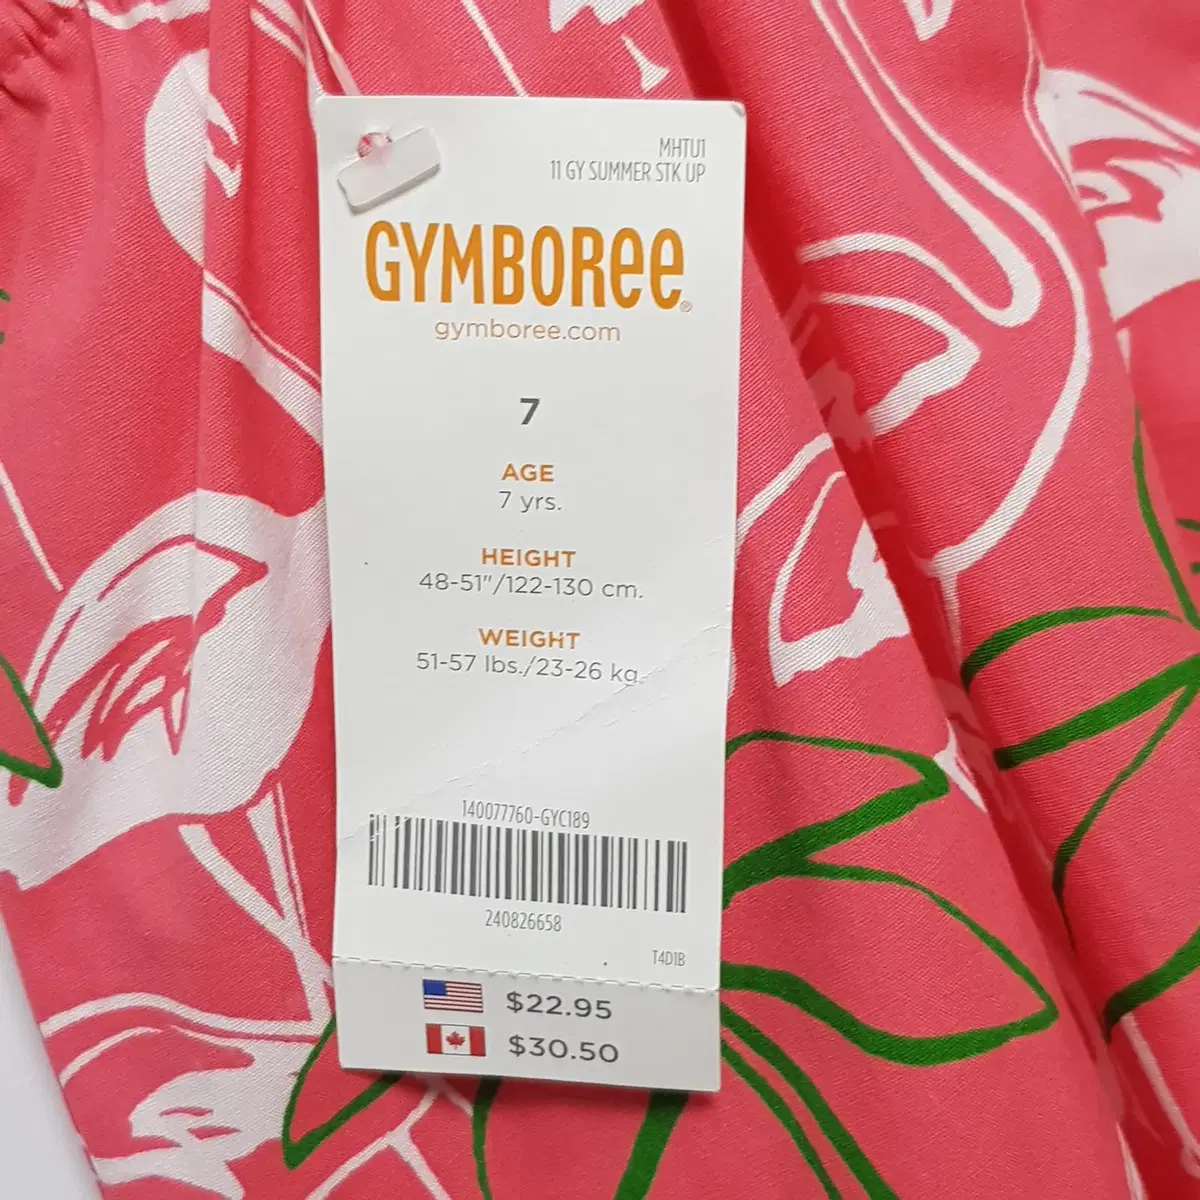 MHTU1
11 GY SUMMER STK UP
GYMBOREE®
gymboree.com
7
AGE
7 yrs.
HEIGHT
48-51"/122-130 cm.
WEIGHT
51-57 lbs./23-26 kg.
140077760-GYC189
240826658
T4D1B
$22.95
$30.50